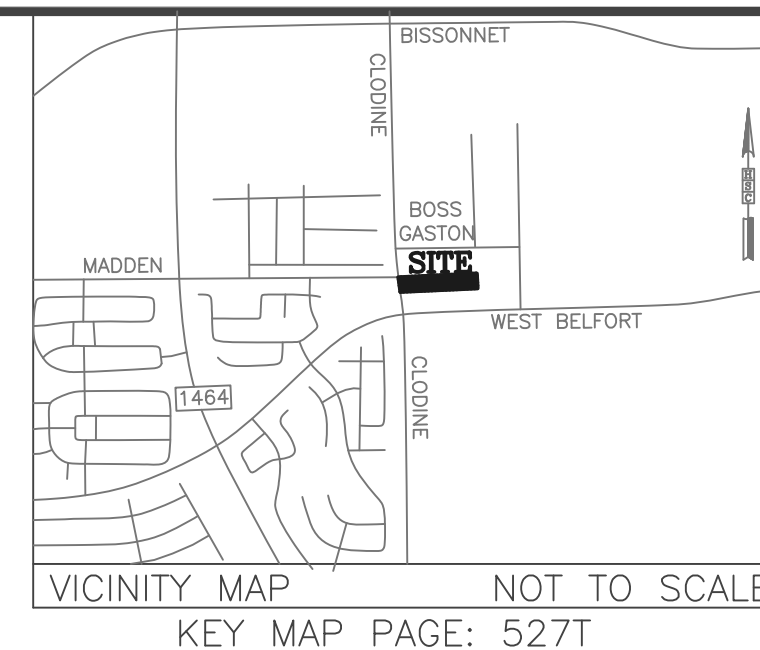 BISSONNET
CLODINE
H
S
C
BOSS
GASTON
SITE
MADDEN
WEST BELFORT
CLODINE
1464
VICINITY MAP NOT TO SCALE
KEY MAP PAGE: 527T